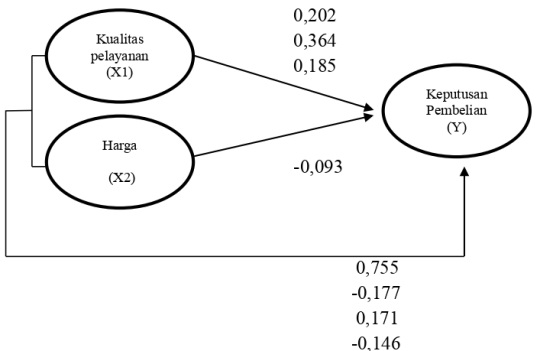 Kualitas
pelayanan
(X1)
0,202
0,364
0,185
Keputusan
Pembelian
(Y)
Harga
(X2)
-0,093
0,755
-0,177
0,171
-0,146